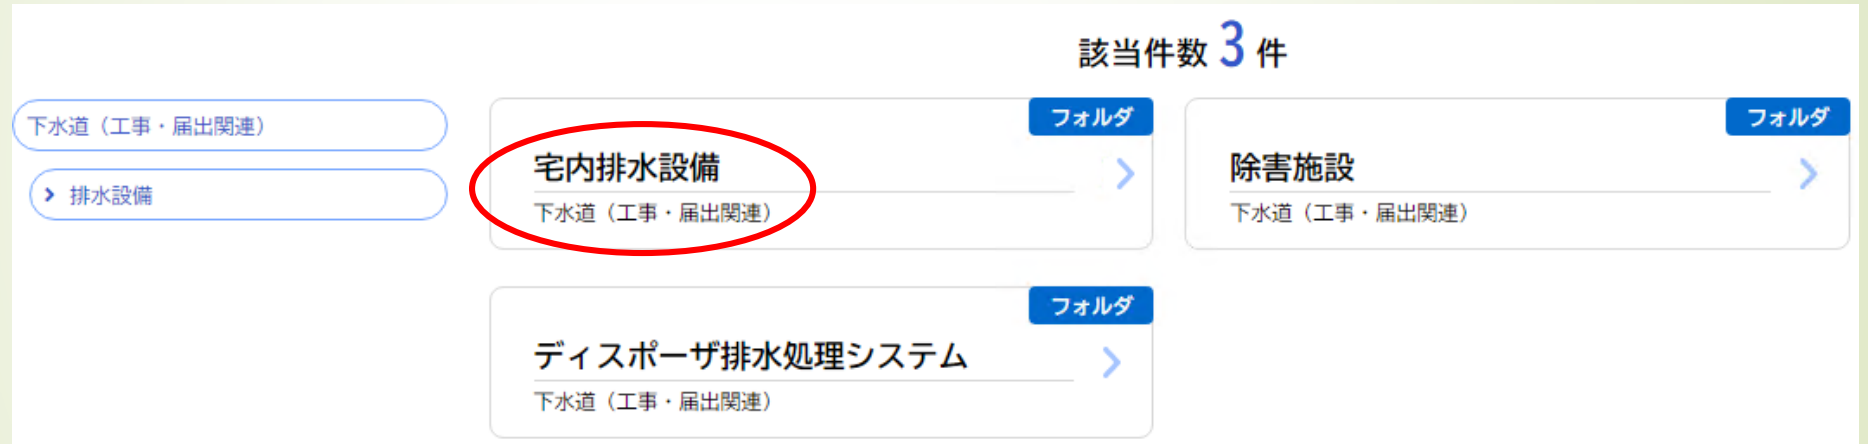 該当件数 3 件
下水道（工事・届出関連）
排水設備
フォルダ
宅内排水設備
下水道（工事・届出関連）
フォルダ
除害施設
下水道（工事・届出関連）
フォルダ
ディスポーザ排水処理システム
下水道（工事・届出関連）